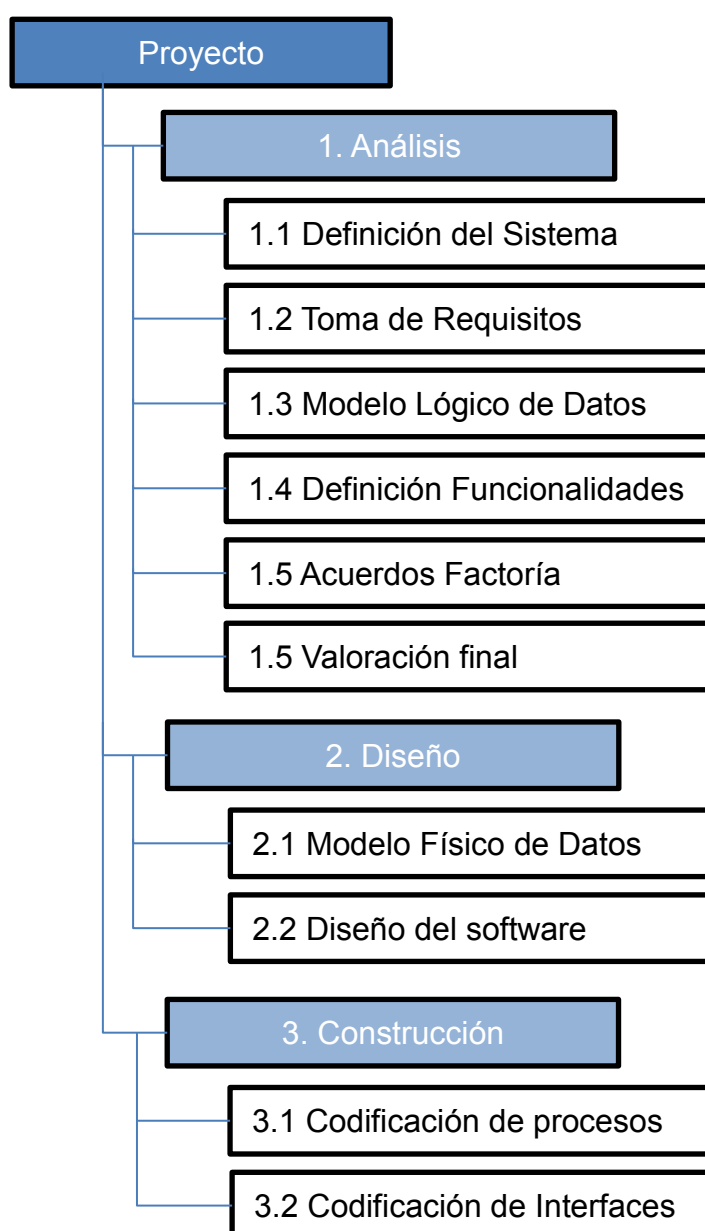 Proyecto
1. Análisis
1.1 Definición del Sistema
1.2 Toma de Requisitos
1.3 Modelo Lógico de Datos
1.4 Definición Funcionalidades
1.5 Acuerdos Factoría
1.5 Valoración final
2. Diseño
2.1 Modelo Físico de Datos
2.2 Diseño del software
3. Construcción
3.1 Codificación de procesos
3.2 Codificación de Interfaces